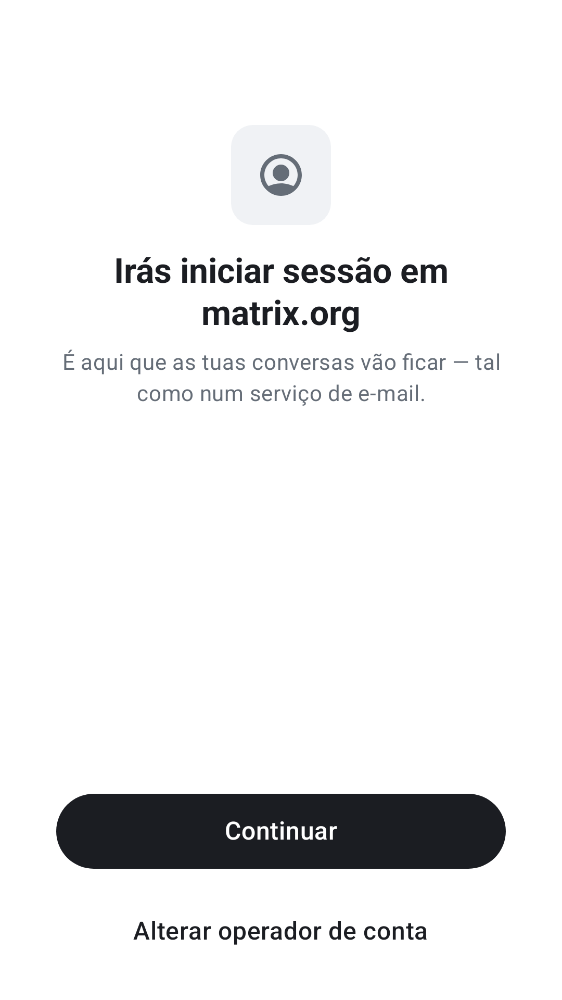 Irás iniciar sessão em
matrix.org
É aqui que as tuas conversas vão ficar — tal
como num serviço de e-mail.
Continuar
Alterar operador de conta